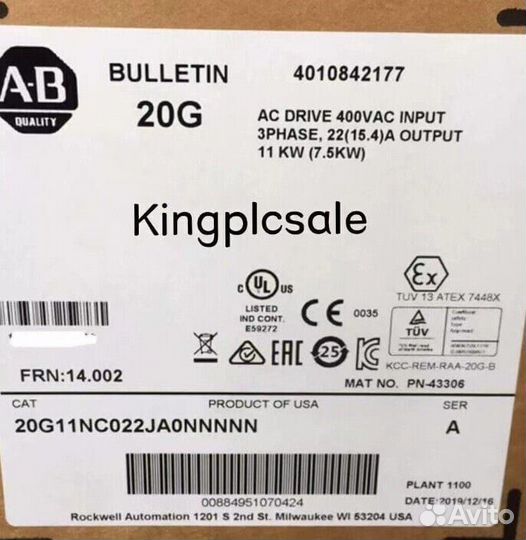 A-B
QUALITY
BULLETIN
20G
4010842177
AC DRIVE 400VAC INPUT
3PHASE, 22(15.4)A OUTPUT
11 KW (7.5KW)
Kingplcsale
c UL US
LISTED
IND CONT.
E59272
CE 0035
Ex
TUV 13 ATEX 7448X
TÜV
EAC
25
KCC-REM-RAA-20G-B
FRN:14.002
MAT NO. PN-43306
CAT
PRODUCT OF USA
SER
20G11NC022JA0NNNNN
A
00884951070424
PLANT 1100
DATE:2019/12/16
Rockwell Automation 1201 S 2nd St. Milwaukee WI 53204 USA
Avito